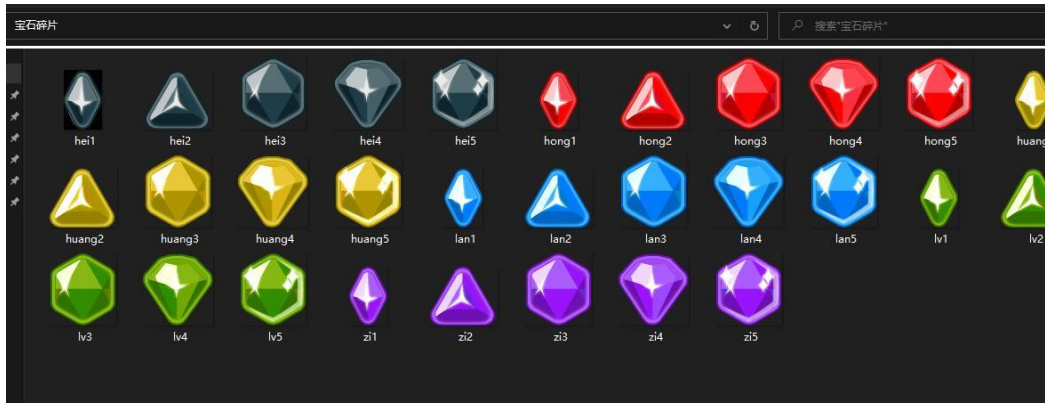 宝石碎片
搜索"宝石碎片"
hei1 hei2 hei3 hei4 hei5 hong1 hong2 hong3 hong4 hong5 huang
huang2 huang3 huang4 huang5 lan1 lan2 lan3 lan4 lan5 lv1 lv2
lv3 lv4 lv5 zi1 zi2 zi3 zi4 zi5